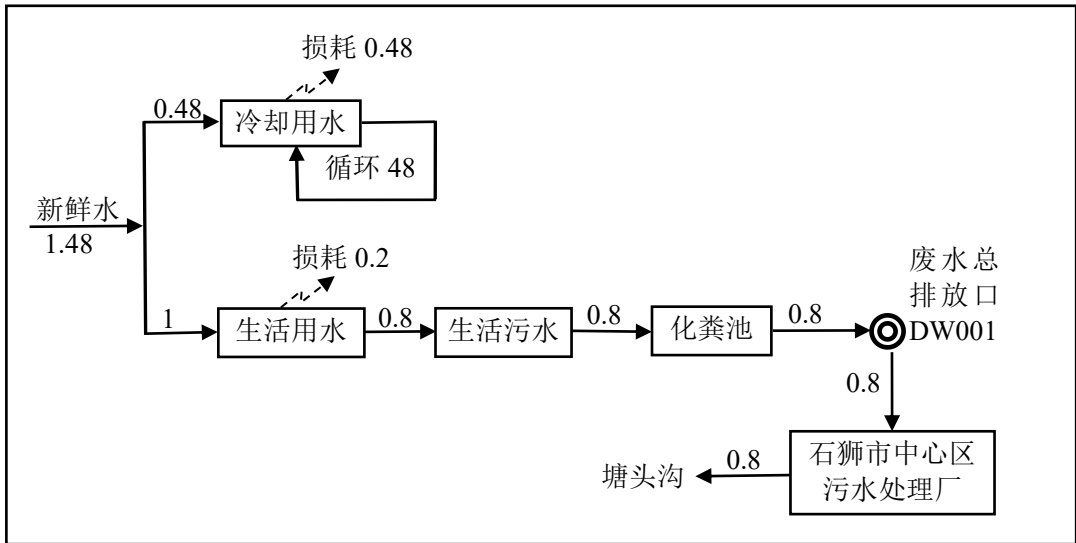 损耗 0.48
0.48
冷却用水
循环 48
新鲜水
1.48
损耗 0.2
1
生活用水
0.8
生活污水
0.8
化粪池
0.8
废水总
排放口
DW001
0.8
石狮市中心区
污水处理厂
0.8
塘头沟